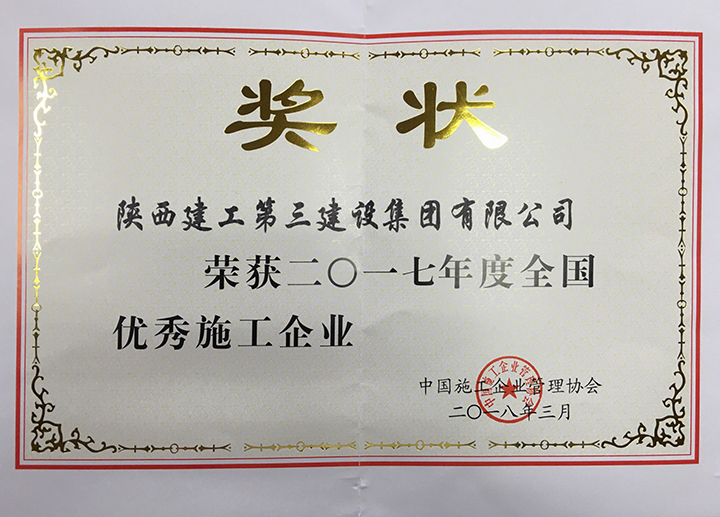 奖状
陕西建工第三建设集团有限公司
荣获二〇一七年度全国
优秀施工企业
中国施工企业管理协会
二〇一八年三月